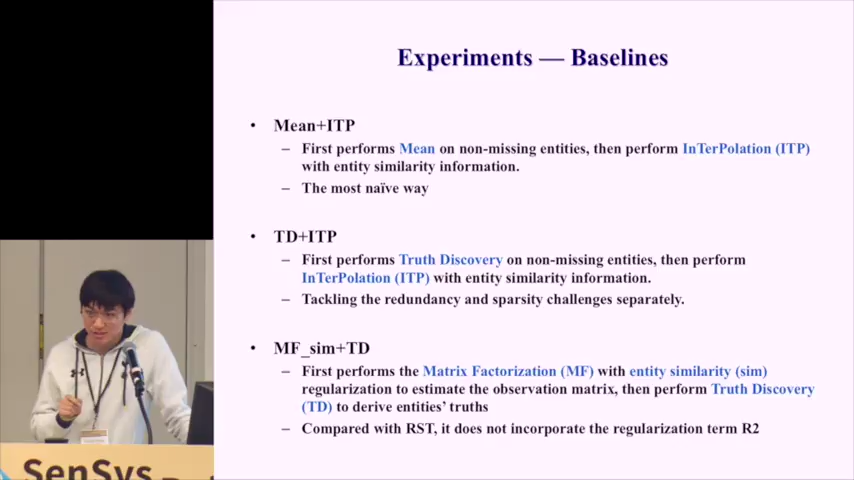 Experiments — Baselines
• Mean+ITP
– First performs Mean on non-missing entities, then perform InTerPolation (ITP)
with entity similarity information.
– The most naïve way
• TD+ITP
– First performs Truth Discovery on non-missing entities, then perform
InTerPolation (ITP) with entity similarity information.
– Tackling the redundancy and sparsity challenges separately.
• MF_sim+TD
– First performs the Matrix Factorization (MF) with entity similarity (sim)
regularization to estimate the observation matrix, then perform Truth Discovery
(TD) to derive entities’ truths
– Compared with RST, it does not incorporate the regularization term R2
SenSys